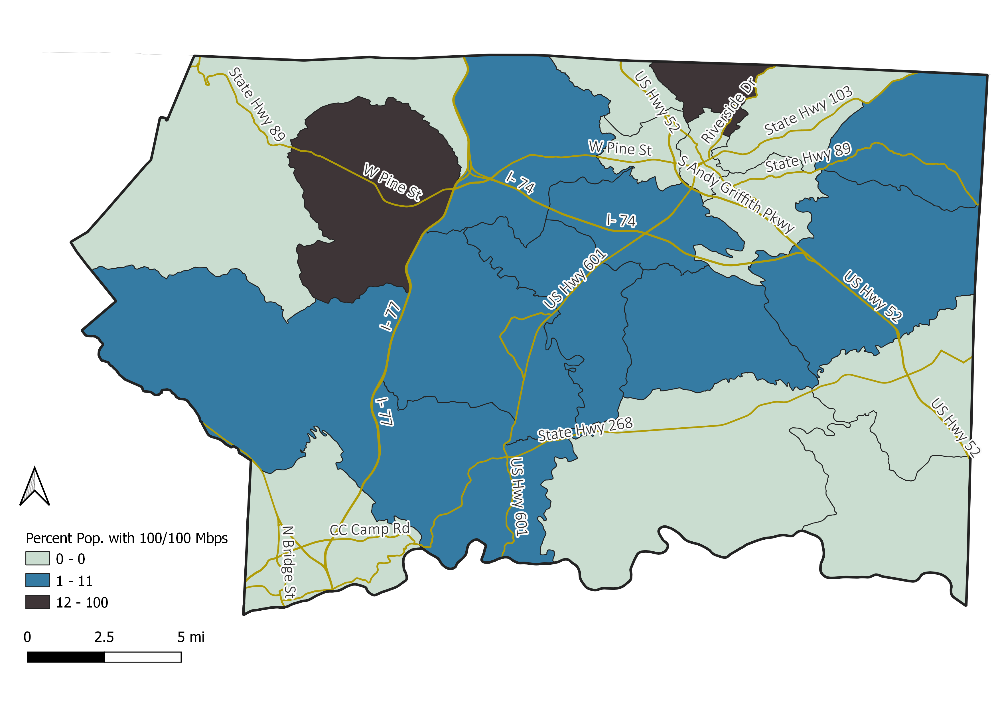 State Hwy 89
US Hwy 52
Riverside Dr
State Hwy 103
W Pine St
State Hwy 89
W Pine St
I- 74
S Andy Griffith Pkwy
I- 74
US Hwy 601
US Hwy 52
I- 77
I- 77
US Hwy 52
State Hwy 268
US Hwy 601
CC Camp Rd
N Bridge St
Percent Pop. with 100/100 Mbps
0 - 0
1 - 11
12 - 100
0 2.5 5 mi